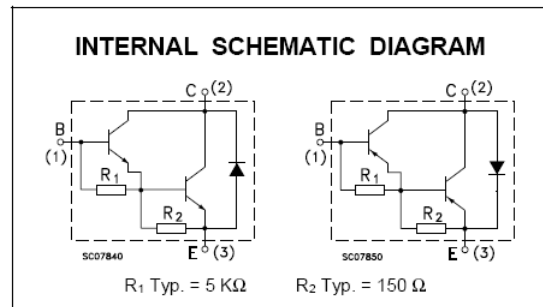 INTERNAL SCHEMATIC DIAGRAM
C (2)
B
(1)
R1
R2
E (3)
SC07840
C (2)
B
(1)
R1
R2
E (3)
SC07850
R1 Typ. = 5 KΩ R2 Typ. = 150 Ω